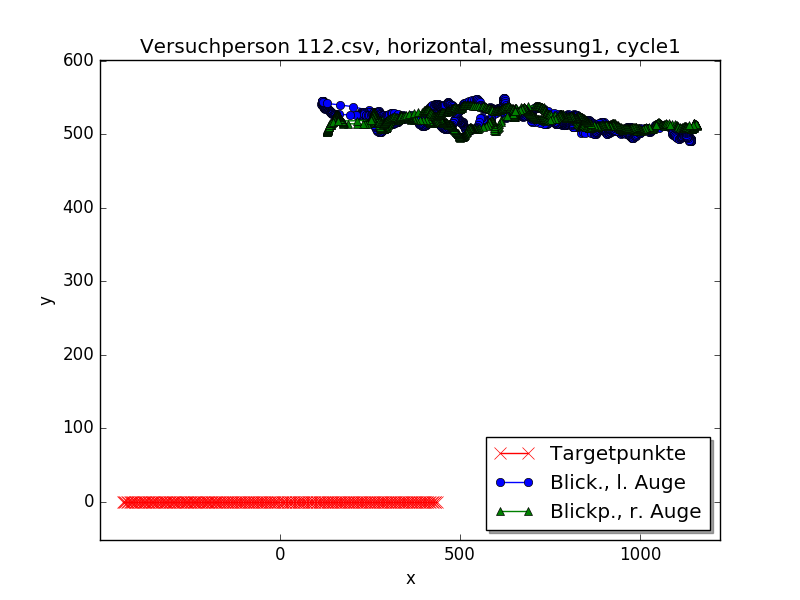 Versuchperson 112.csv, horizontal, messung1, cycle1
600
500
400
300
200
100
0
y
0 500 1000
x
Targetpunkte
Blick., l. Auge
Blickp., r. Auge